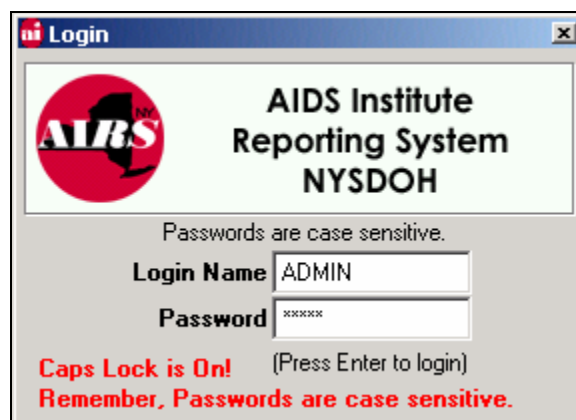 ai Login
AIDS Institute
NY
AIRS
Reporting System
NYSDOH
Passwords are case sensitive.
Login Name ADMIN
Password *****
Caps Lock is On! (Press Enter to login)
Remember, Passwords are case sensitive.